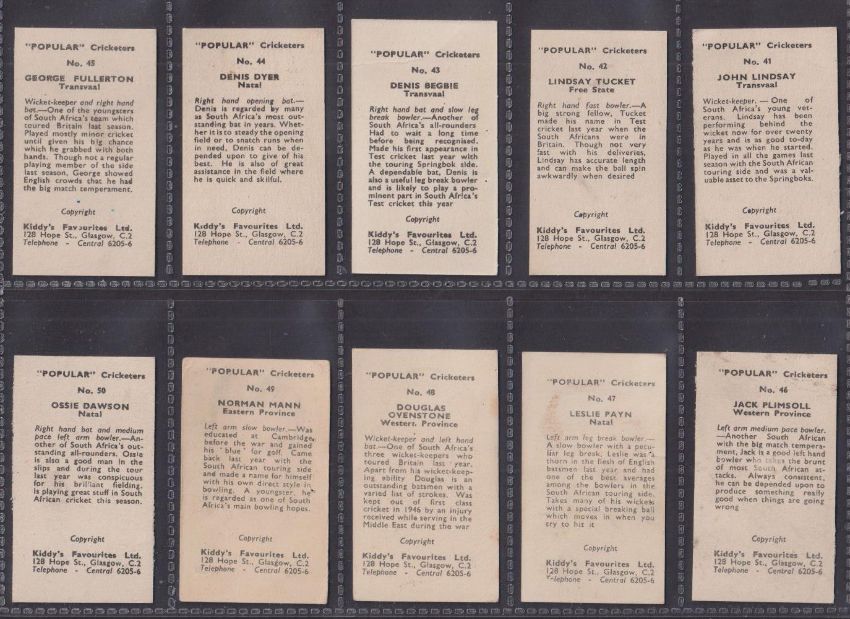 "POPULAR" Cricketers
No. 45
GEORGE FULLERTON
Transvaal
Wicket-keeper and right hand
bat.—One of the youngsters
of South Africa's team which
toured Britain last season.
Played mostly minor cricket
until given his big chance
which he grabbed with both
hands. Though not a regular
playing member of the side
last season, George showed
English crowds that he had
the big match temperament.
Copyright
Kiddy's Favourites Ltd.
128 Hope St., Glasgow, C.2
Telephone - Central 6205-6
"POPULAR" Cricketers
No. 44
DENIS DYER
Natal
Right hand opening bat.—
Denis is regarded by many
as South Africa's most out-
standing bat in years. Whet-
her it is to steady the opening
field or to snatch runs when
in need, Denis can be de-
pended upon to give of his
best. He is also of great
assistance in the field where
he is quick and skilful.
Copyright
Kiddy's Favourites Ltd.
128 Hope St., Glasgow, C.2
Telephone - Central 6205-6
"POPULAR" Cricketers
No. 43
DENIS BEGBIE
Transvaal
Right hand bat and slow leg
break bowler.—Another of
South Africa's all-rounders
Had to wait a long time
before being recognised.
Made his first appearance in
Test cricket last year with
the touring Springbok side.
A dependable bat, Denis is
also a useful leg break bowler
and is likely to play a pro-
minent part in South Africa's
Test cricket this year
Copyright
Kiddy's Favourites Ltd.
128 Hope St., Glasgow, C.2
Telephone - Central 6205-6
"POPULAR" Cricketers
No. 42
LINDSAY TUCKET
Free State
Right hand fast bowler.—A
big strong fellow, Tucket
made his name in Test
cricket last year when the
South Africans were in
Britain. Though not very
fast with his deliveries,
Lindsay has accurate length
and can make the ball spin
awkwardly when desired
Copyright
Kiddy's Favourites Ltd.
128 Hope St., Glasgow, C.2
Telephone - Central 6205-6
"POPULAR" Cricketers
No. 41
JOHN LINDSAY
Transvaal
Wicket-keeper. — One of
South Africa's young vet-
erans. Lindsay has been
performing behind the
wicket now for over twenty
years and is as good to-day
as he was when he started.
Played in all the games last
season with the South African
touring side and was a val-
uable asset to the Springboks.
Copyright
Kiddy's Favourites Ltd.
128 Hope St., Glasgow, C.2
Telephone - Central 6205-6
"POPULAR" Cricketers
No. 50
OSSIE DAWSON
Natal
Right hand bat and medium
pace left arm bowler.—An-
other of South Africa's out-
standing all-rounders. Ossie
is also a good man in the
slips and during the tour
last year was conspicuous
for his brilliant fielding.
Is playing great stuff in South
African cricket this season.
Copyright
Kiddy's Favourites Ltd.
128 Hope St., Glasgow, C.2
Telephone - Central 6205-6
"POPULAR" Cricketers
No. 49
NORMAN MANN
Eastern Province
Left arm slow bowler.—Was
educated at Cambridge,
before the war and gained
his 'blue' for golf. Came
back last year with the
South African touring side
and made a name for himself
with his own direct style in
bowling. A youngster, he
is regarded as one of South
Africa's main bowling hopes.
Copyright
Kiddy's Favourites Ltd.
128 Hope St., Glasgow, C.2
Telephone - Central 6205-6
"POPULAR" Cricketers
No. 48
DOUGLAS
OVENSTONE
Western Province
Wicket-keeper and left hand
bat.—One of South Africa's
three wicket-keepers who
toured Britain last year.
Apart from his wicket-keep-
ing ability Douglas is an
outstanding batsmen with a
varied list of strokes. Was
kept out of first class
cricket in 1946 by an injury
received while serving in the
Middle East during the war
Copyright
Kiddy's Favourites Ltd.
128 Hope St., Glasgow, C.2
Telephone - Central 6205-6
"POPULAR" Cricketers
No. 47
LESLIE PAYN
Natal
Left arm leg break bowler.—
A slow bowler with a pecu-
liar leg break, Leslie was a
thorn in the flesh of English
batsmen last year and had
one of the best averages
among the bowlers in the
South African touring side.
Takes many of his wickets
with a special breaking ball
which moves in when you
try to hit it
Copyright
Kiddy's Favourites Ltd.
128 Hope St., Glasgow, C.2
Telephone - Central 6205-6
"POPULAR" Cricketers
No. 46
JACK PLIMSOLL
Western Province
Left arm medium pace bowler.
—Another South African
with the big match tempera-
ment, Jack is a good left hand
bowler who takes the brunt
of most South African at-
tacks. Always consistent,
he can be depended upon to
produce something really
good when things are going
wrong
Copyright
Kiddy's Favourites Ltd.
128 Hope St., Glasgow, C.2
Telephone - Central 6205-6